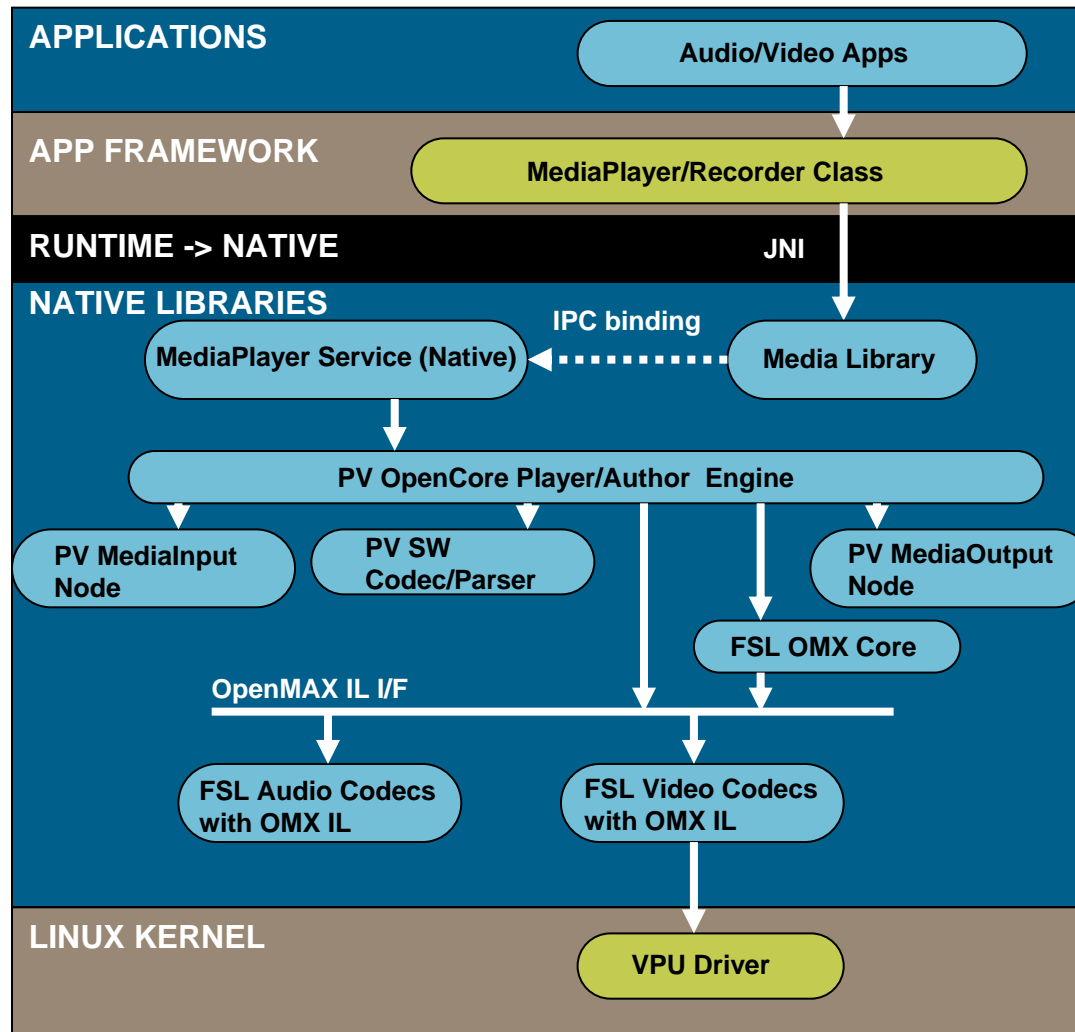 APPLICATIONS
Audio/Video Apps
APP FRAMEWORK
MediaPlayer/Recorder Class
RUNTIME -> NATIVE
JNI
NATIVE LIBRARIES
IPC binding
MediaPlayer Service (Native)
Media Library
PV OpenCore Player/Author Engine
PV MediaInput
Node
PV SW
Codec/Parser
PV MediaOutput
Node
FSL OMX Core
OpenMAX IL I/F
FSL Audio Codecs
with OMX IL
FSL Video Codecs
with OMX IL
LINUX KERNEL
VPU Driver